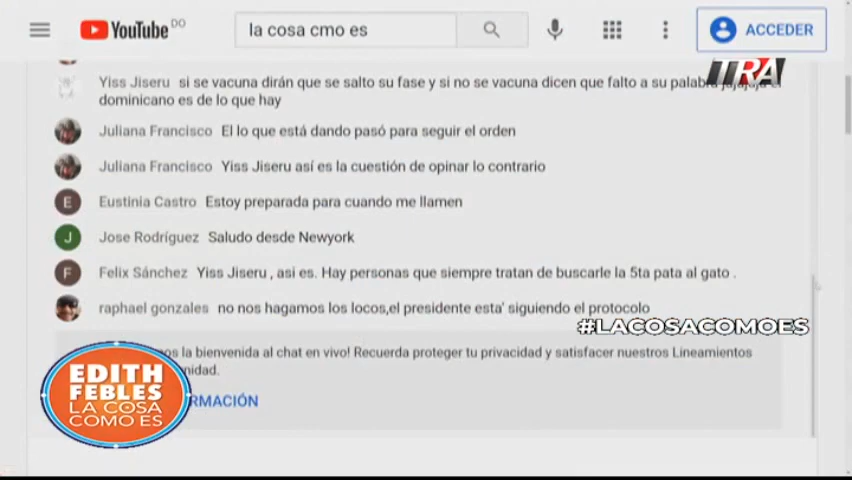 YouTube DO
la cosa cmo es
ACCEDER
TRA
Yiss Jiseru si se vacuna dirán que se salto su fase y si no se vacuna dicen que falto a su palabra jajajaja el
dominicano es de lo que hay
Juliana Francisco El lo que está dando pasó para seguir el orden
Juliana Francisco Yiss Jiseru así es la cuestión de opinar lo contrario
E Eustinia Castro Estoy preparada para cuando me llamen
J Jose Rodríguez Saludo desde Newyork
F Felix Sánchez Yiss Jiseru , asi es. Hay personas que siempre tratan de buscarle la 5ta pata al gato .
raphael gonzales no nos hagamos los locos,el presidente esta' siguiendo el protocolo
#LACOSACOMOES
la bienvenida al chat en vivo! Recuerda proteger tu privacidad y satisfacer nuestros Lineamientos
EDITH
FEBLES
LA COSA
COMO ES